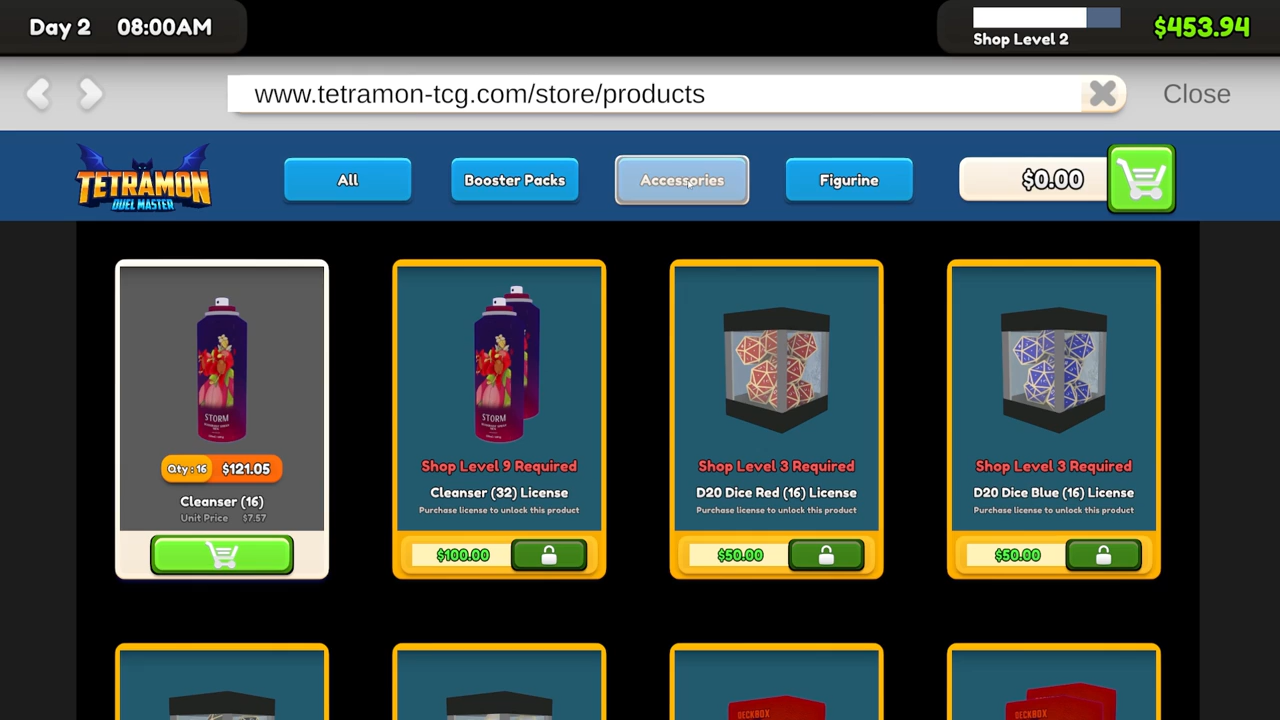 Day 2 08:00AM
Shop Level 2
$453.94
www.tetramon-tcg.com/store/products
Close
TETRAMON
DUEL MASTER
All
Booster Packs
Accessories
Figurine
$0.00
STORM
Qty : 16 $121.05
Cleanser (16)
Unit Price $7.57
STORM
Shop Level 9 Required
Cleanser (32) License
Purchase license to unlock this product
$100.00
Shop Level 3 Required
D20 Dice Red (16) License
Purchase license to unlock this product
$50.00
Shop Level 3 Required
D20 Dice Blue (16) License
Purchase license to unlock this product
$50.00
DECKBOX
DECKBOX